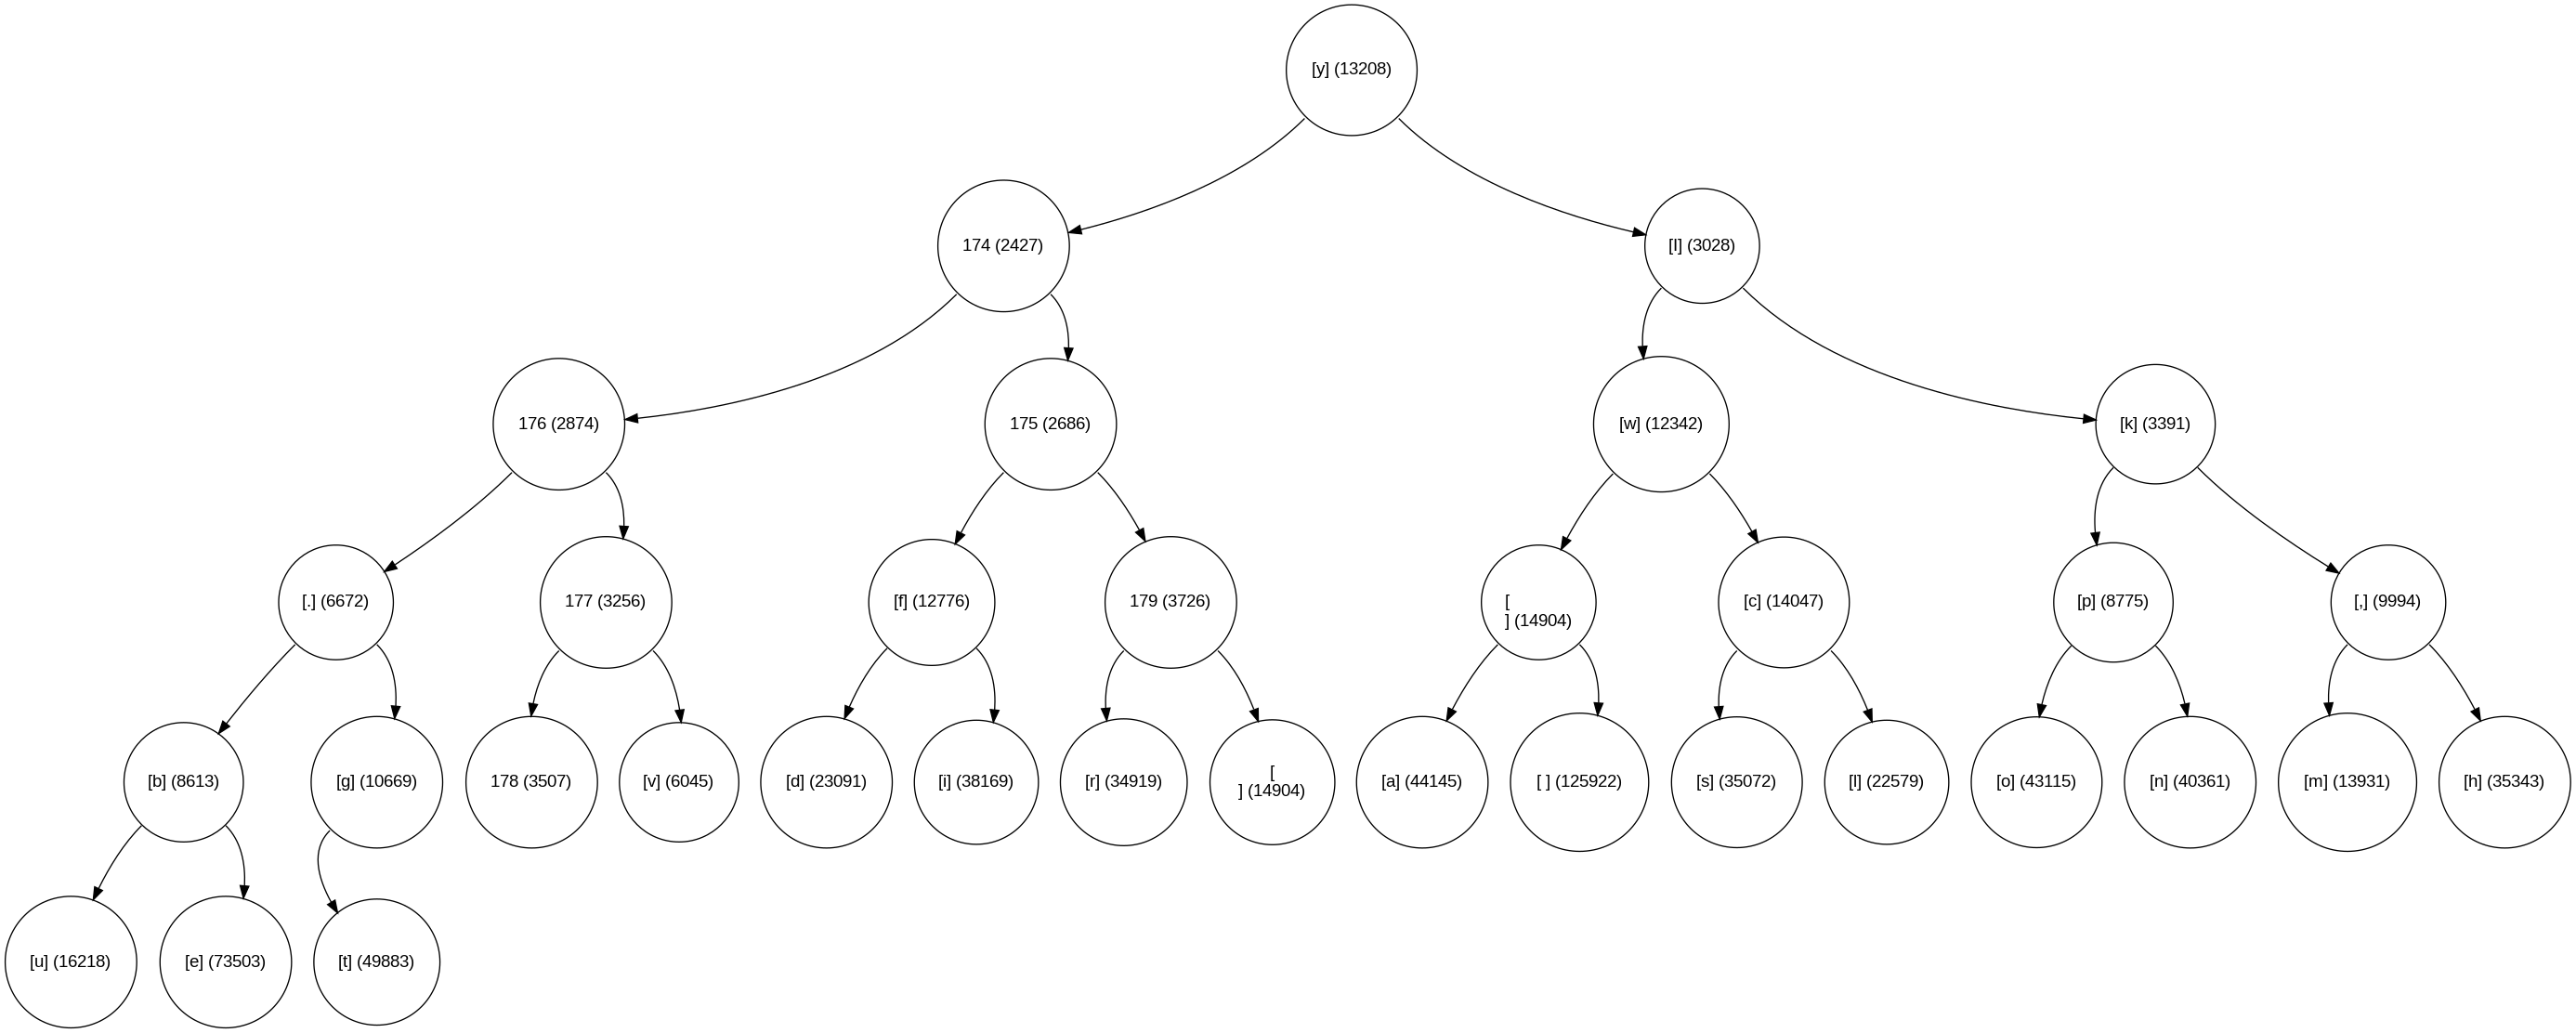 [y] (13208)
174 (2427)
[I] (3028)
176 (2874)
175 (2686)
[w] (12342)
[k] (3391)
[.] (6672)
177 (3256)
[f] (12776)
179 (3726)
[
] (14904)
[c] (14047)
[p] (8775)
[,] (9994)
[b] (8613)
[g] (10669)
178 (3507)
[v] (6045)
[d] (23091)
[i] (38169)
[r] (34919)
[
] (14904)
[a] (44145)
[ ] (125922)
[s] (35072)
[l] (22579)
[o] (43115)
[n] (40361)
[m] (13931)
[h] (35343)
[u] (16218)
[e] (73503)
[t] (49883)